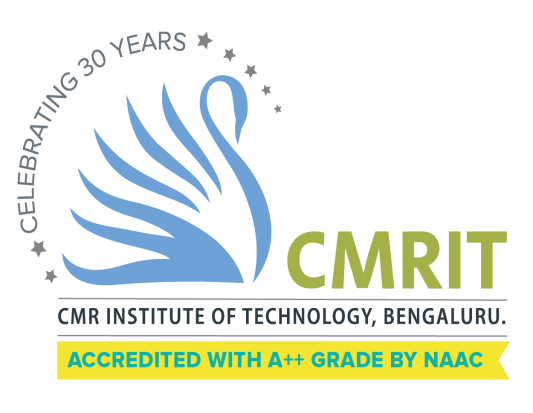 CELEBRATING 30 YEARS
CMRIT
CMR INSTITUTE OF TECHNOLOGY, BENGALURU.
ACCREDITED WITH A++ GRADE BY NAAC